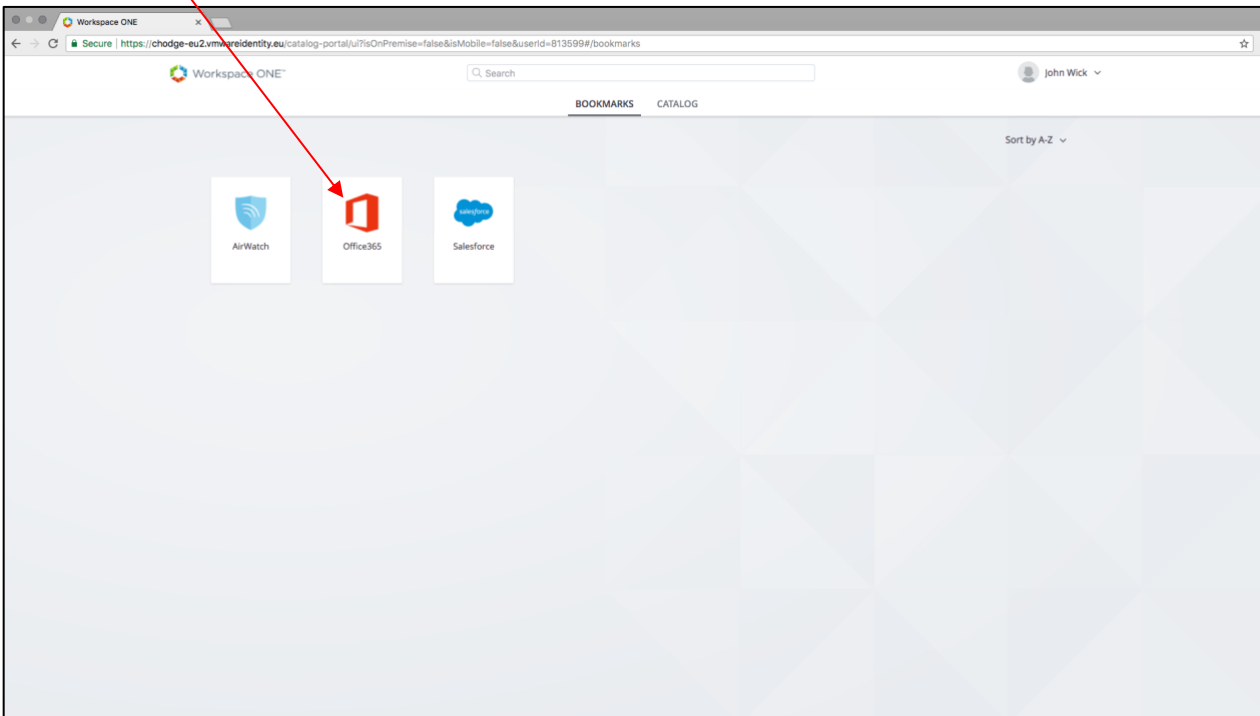 Workspace ONE
Secure | https://chodge-eu2.vmwareidentity.eu/catalog-portal/ui?isOnPremise=false&isMobile=false&userId=813599#/bookmarks
Workspace ONE™ Search John Wick
BOOKMARKS CATALOG
Sort by A-Z
salesforce
AirWatch Office365 Salesforce